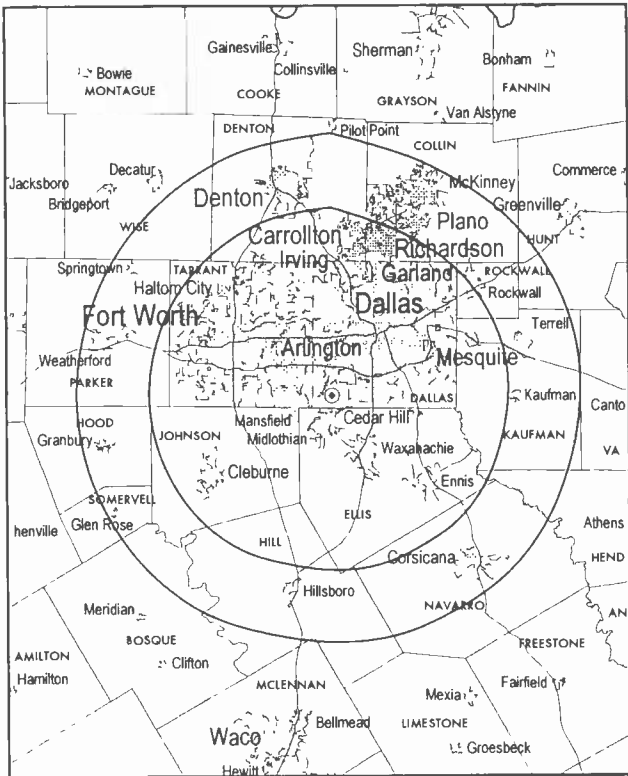 Gainesville
Sherman
Bonham
Bowie
Collinsville
MONTAGUE
COOKE
FANNIN
GRAYSON
Van Alstyne
DENTON
Pilot Point
COLLIN
Decatur
Commerce
Jacksboro
Denton
McKinney
Bridgeport
Greenville
WISE
Plano
Carrollton
Richardson
HUNT
Springtown
TARRANT
Irving
Garland
ROCKWALL
Haltom City
Rockwall
Dallas
Fort Worth
Terrell
Arlington
Mesquite
Weatherford
PARKER
DALLAS
Kaufman
Canto
HOOD
Mansfield
Cedar Hill
Granbury
JOHNSON
Midlothian
KAUFMAN
VA
Waxahachie
Cleburne
Ennis
SOMERVELL
Glen Rose
ELLIS
henville
Athens
HILL
Corsicana
HEND
Hillsboro
Meridian
NAVARRO
AN
BOSQUE
FREESTONE
AMILTON
Clifton
Hamilton
MCLENNAN
Fairfield
Mexia
Bellmead
LIMESTONE
Waco
Groesbeck
Hewitt